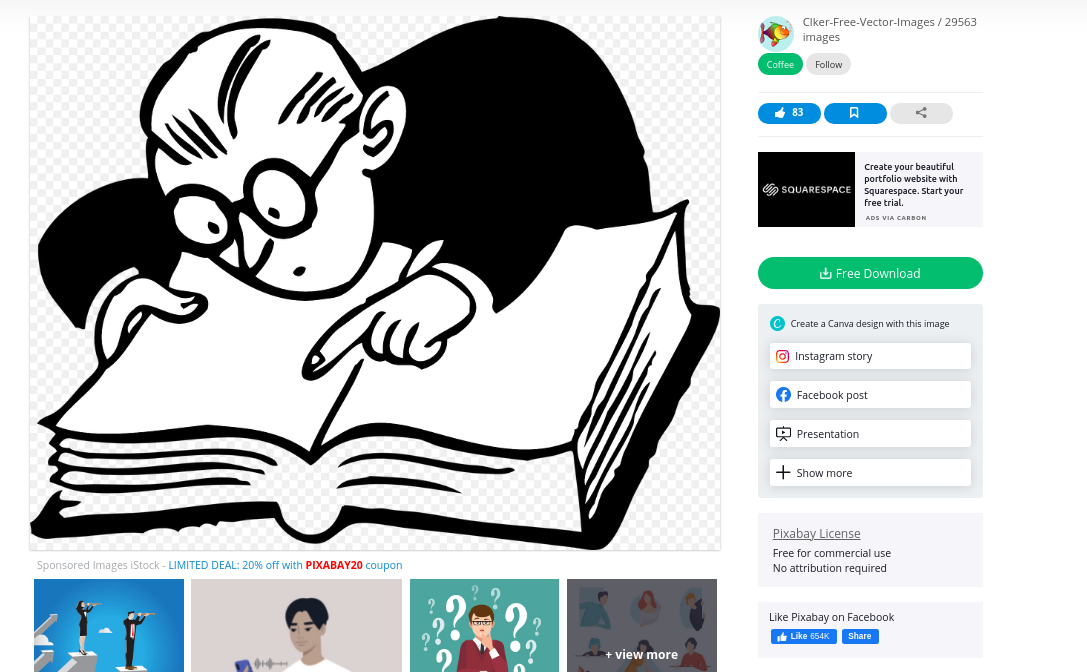 Clker-Free-Vector-Images / 29563
images
Coffee
Follow
83
SQUARESPACE
Create your beautiful
portfolio website with
Squarespace. Start your
free trial.
ADS VIA CARBON
Free Download
Create a Canva design with this image
Instagram story
Facebook post
Presentation
Show more
Pixabay License
Free for commercial use
No attribution required
Like Pixabay on Facebook
Like 654K
Share
Sponsored Images iStock - LIMITED DEAL: 20% off with PIXABAY20 coupon
+ view more